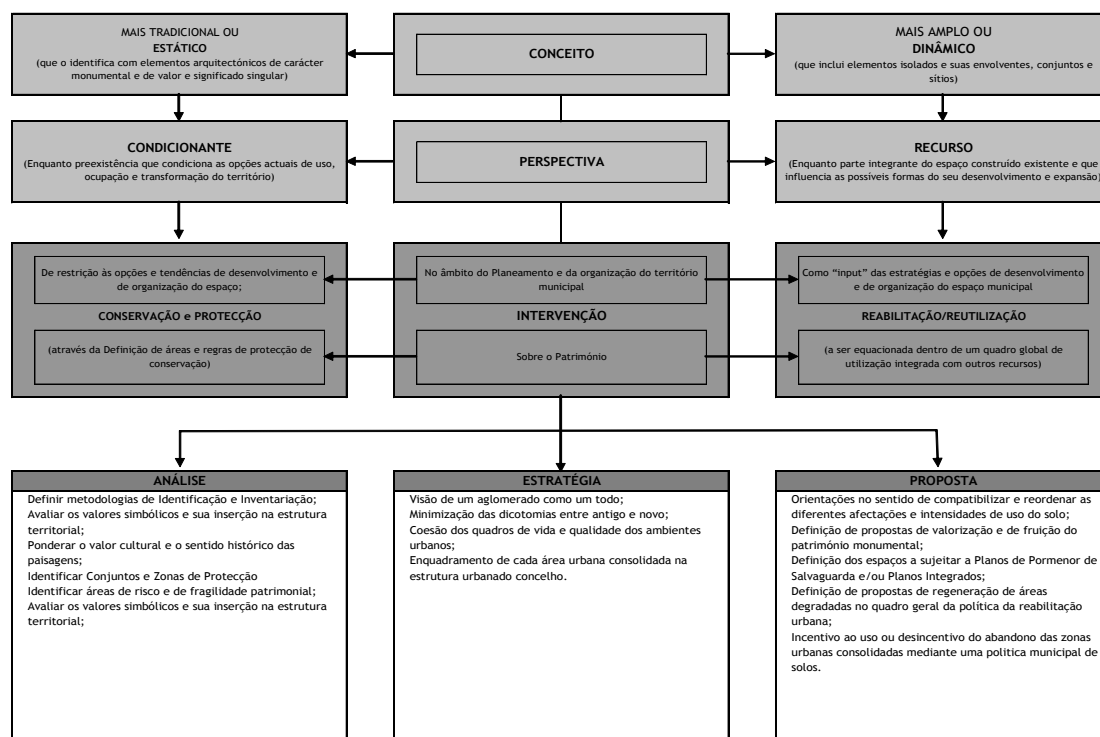 MAIS TRADICIONAL OU
ESTÁTICO
(que o identifica com elementos arquitectónicos de carácter
monumental e de valor e significado singular)
CONCEITO
MAIS AMPLO OU
DINÂMICO
(que inclui elementos isolados e suas envolventes, conjuntos e
sítios)
CONDICIONANTE
(Enquanto preexistência que condiciona as opções actuais de uso,
ocupação e transformação do território)
PERSPECTIVA
RECURSO
(Enquanto parte integrante do espaço construído existente e que
influencia as possíveis formas do seu desenvolvimento e expansão)
De restrição às opções e tendências de desenvolvimento e
de organização do espaço;
CONSERVAÇÃO e PROTECÇÃO
(através da Definição de áreas e regras de protecção de
conservação)
No âmbito do Planeamento e da organização do território
municipal
INTERVENÇÃO
Sobre o Património
Como “input” das estratégias e opções de desenvolvimento
e de organização do espaço municipal
REABILITAÇÃO/REUTILIZAÇÃO
(a ser equacionada dentro de um quadro global de
utilização integrada com outros recursos)
ANÁLISE
Definir metodologias de Identificação e Inventariação;
Avaliar os valores simbólicos e sua inserção na estrutura
territorial;
Ponderar o valor cultural e o sentido histórico das
paisagens;
Identificar Conjuntos e Zonas de Protecção
Identificar áreas de risco e de fragilidade patrimonial;
Avaliar os valores simbólicos e sua inserção na estrutura
territorial;
ESTRATÉGIA
Visão de um aglomerado como um todo;
Minimização das dicotomias entre antigo e novo;
Coesão dos quadros de vida e qualidade dos ambientes
urbanos;
Enquadramento de cada área urbana consolidada na
estrutura urbanado concelho.
PROPOSTA
Orientações no sentido de compatibilizar e reordenar as
diferentes afectações e intensidades de uso do solo;
Definição de propostas de valorização e de fruição do
património monumental;
Definição dos espaços a sujeitar a Planos de Pormenor de
Salvaguarda e/ou Planos Integrados;
Definição de propostas de regeneração de áreas
degradadas no quadro geral da política da reabilitação
urbana;
Incentivo ao uso ou desincentivo do abandono das zonas
urbanas consolidadas mediante uma politica municipal de
solos.